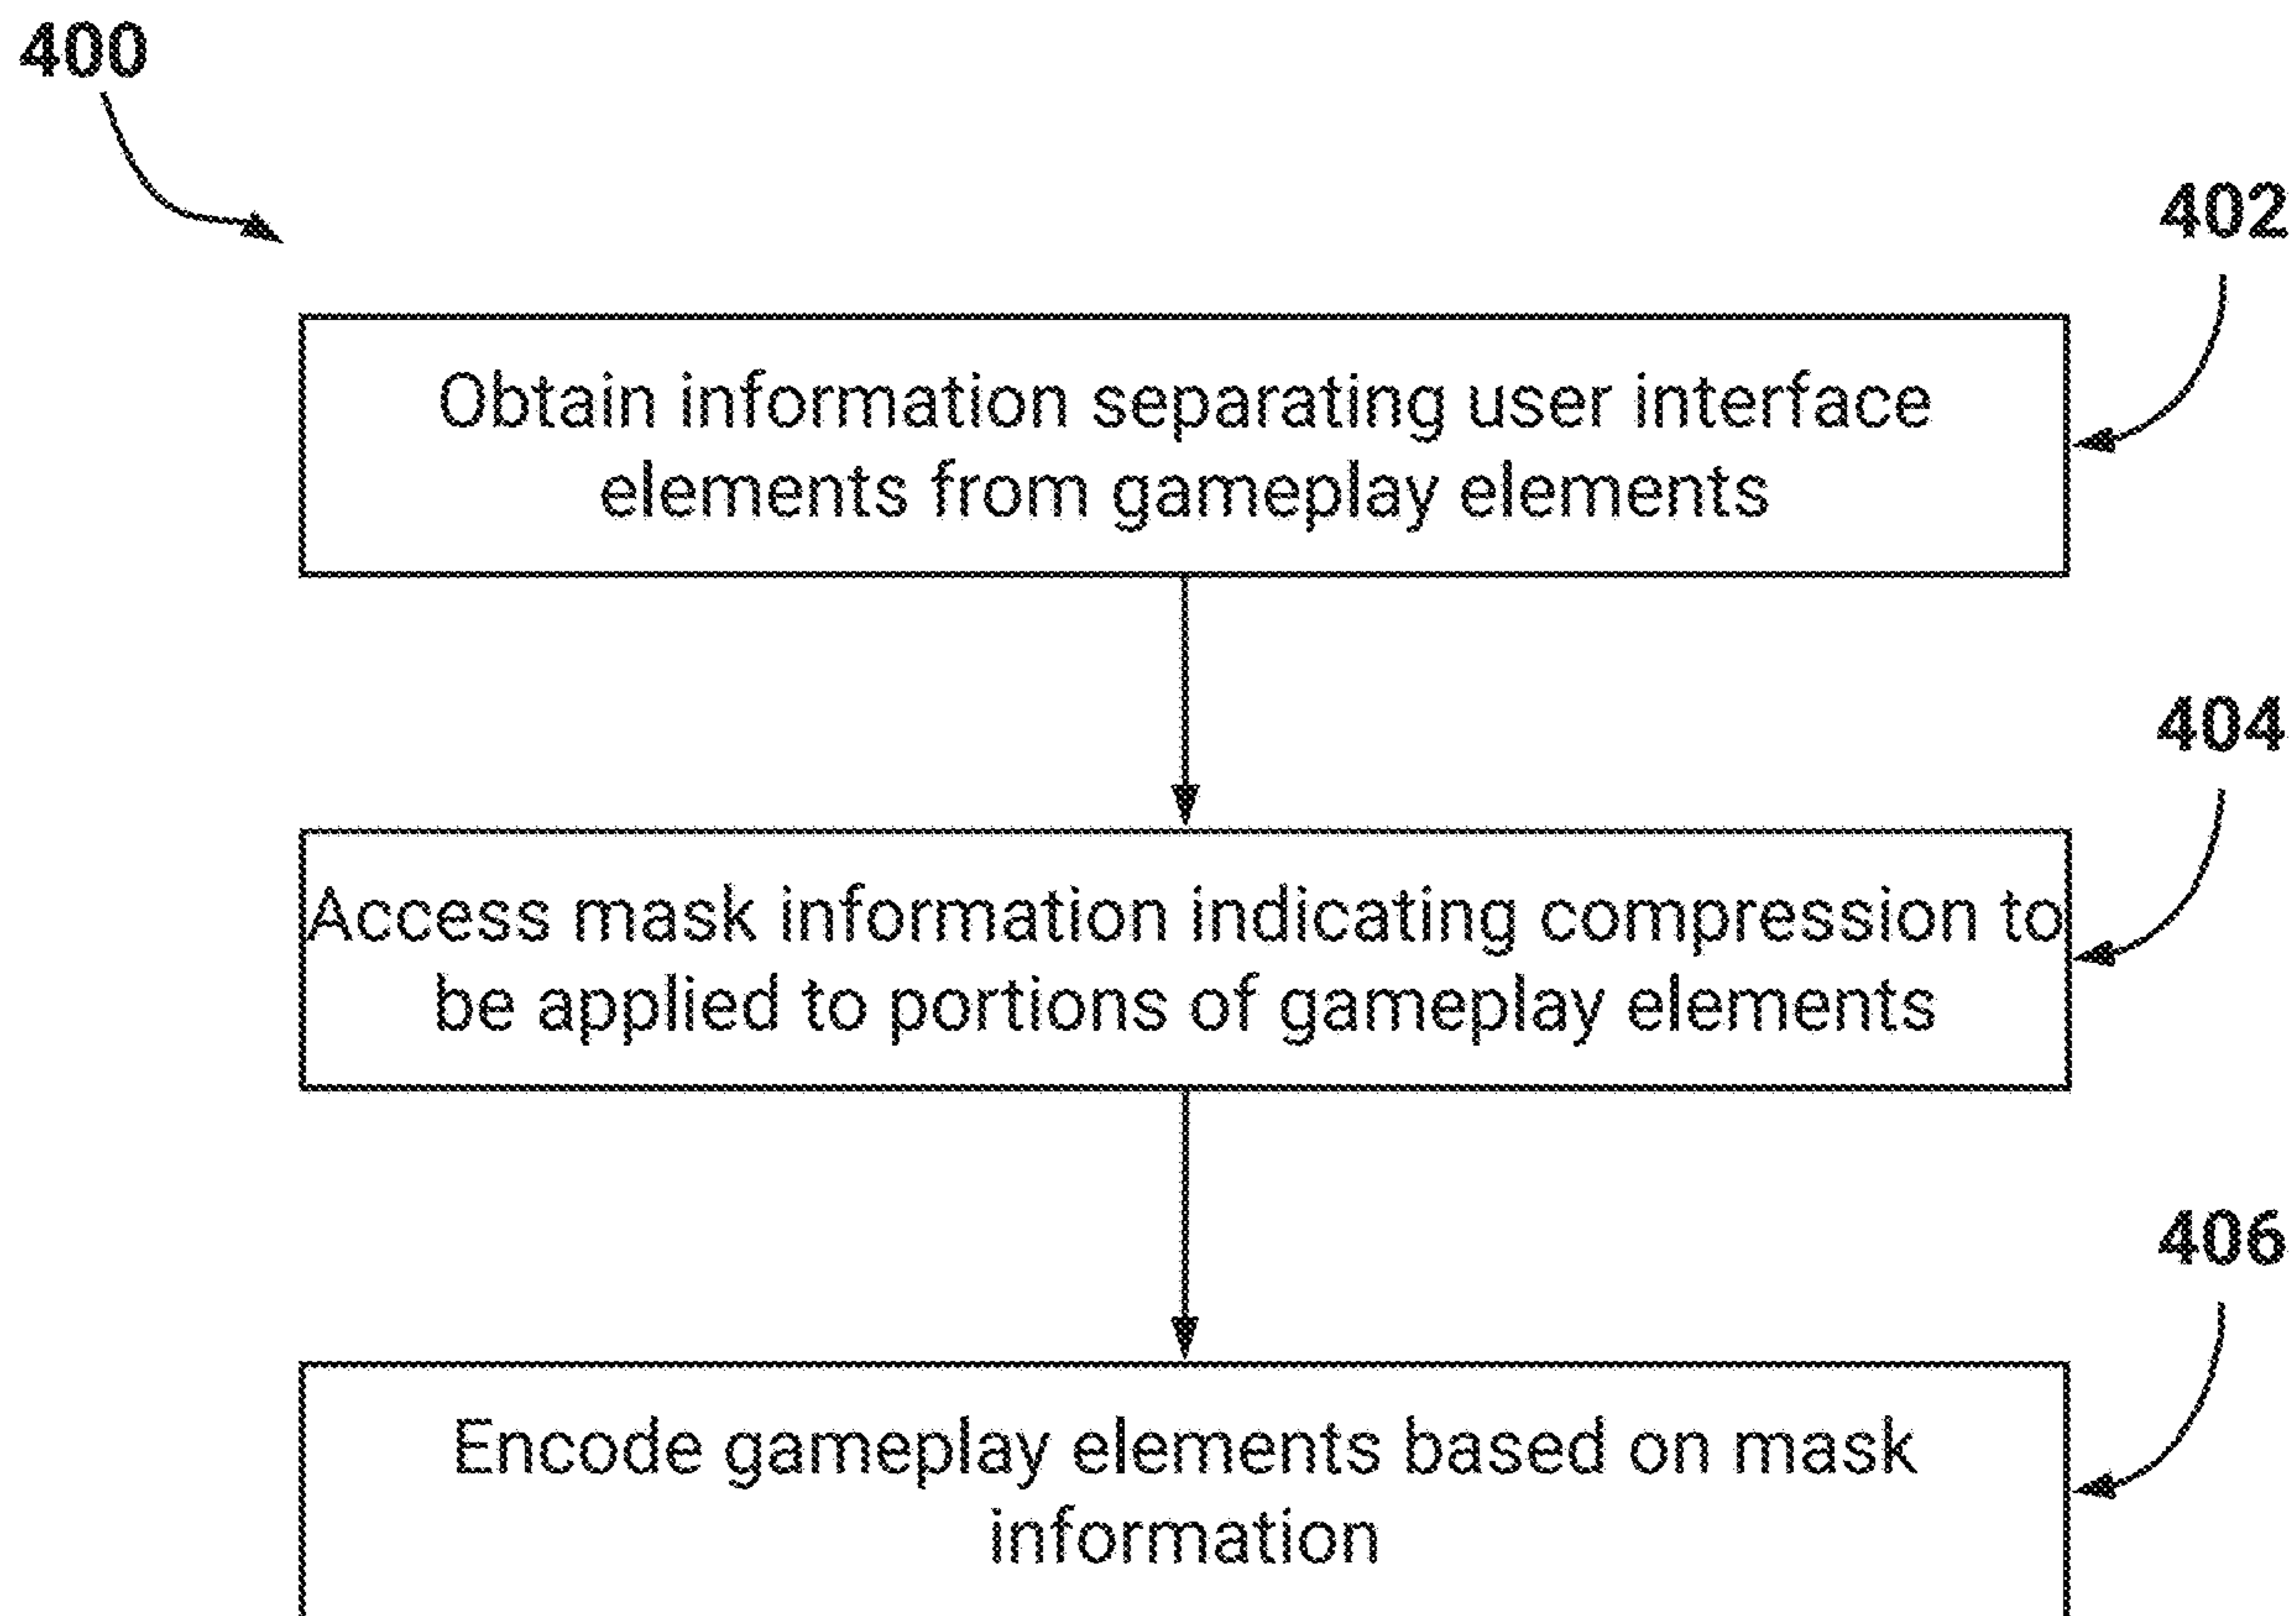 400
402
Obtain information separating user interface
elements from gameplay elements
404
Access mask information indicating compression to
be applied to portions of gameplay elements
406
Encode gameplay elements based on mask
information